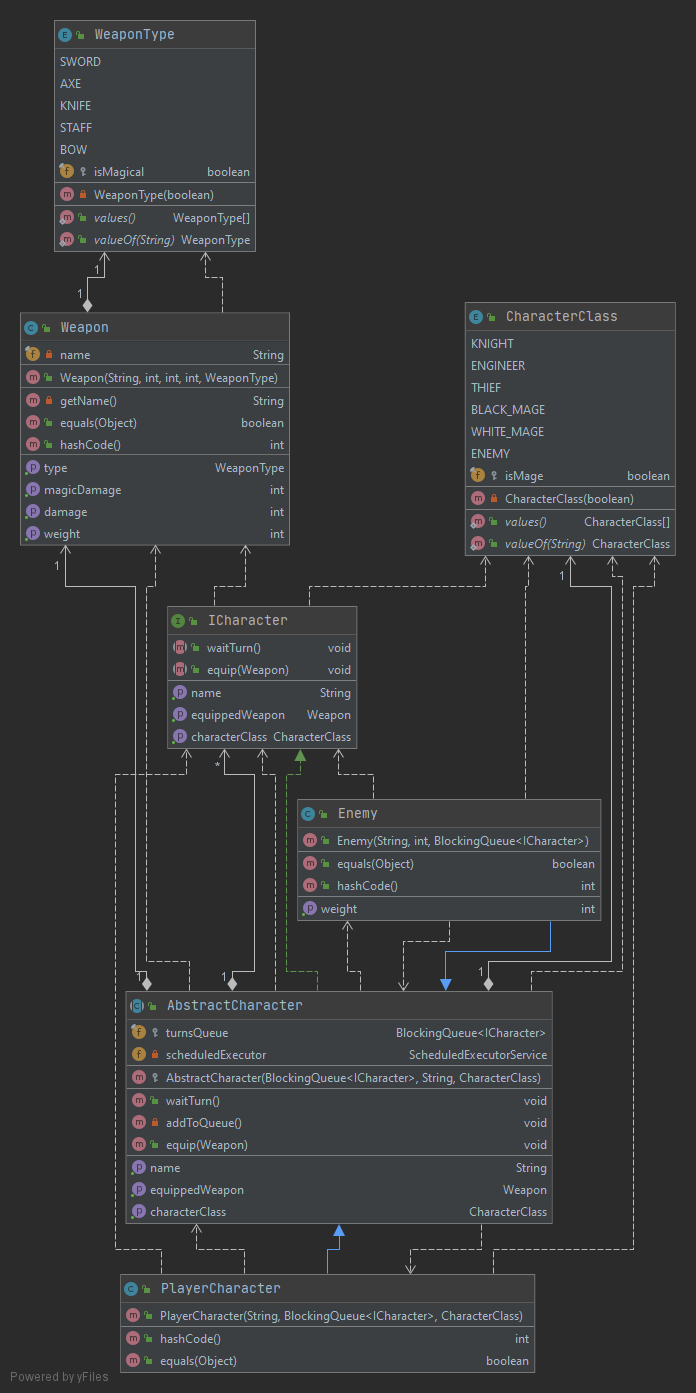 WeaponType
SWORD
AXE
KNIFE
STAFF
BOW
isMagical boolean
WeaponType(boolean)
values() WeaponType[]
valueOf(String) WeaponType
1
1
Weapon
name String
Weapon(String, int, int, int, WeaponType)
getName() String
equals(Object) boolean
hashCode() int
type WeaponType
magicDamage int
damage int
weight int
CharacterClass
KNIGHT
ENGINEER
THIEF
BLACK_MAGE
WHITE_MAGE
ENEMY
isMage boolean
CharacterClass(boolean)
values() CharacterClass[]
valueOf(String) CharacterClass
1
1
ICharacter
waitTurn() void
equip(Weapon) void
name String
equippedWeapon Weapon
characterClass CharacterClass
*
Enemy
Enemy(String, int, BlockingQueue<ICharacter>)
equals(Object) boolean
hashCode() int
weight int
1
1
1
AbstractCharacter
turnsQueue BlockingQueue<ICharacter>
scheduledExecutor ScheduledExecutorService
AbstractCharacter(BlockingQueue<ICharacter>, String, CharacterClass)
waitTurn() void
addToQueue() void
equip(Weapon) void
name String
equippedWeapon Weapon
characterClass CharacterClass
PlayerCharacter
PlayerCharacter(String, BlockingQueue<ICharacter>, CharacterClass)
hashCode() int
equals(Object) boolean
Powered by yFiles